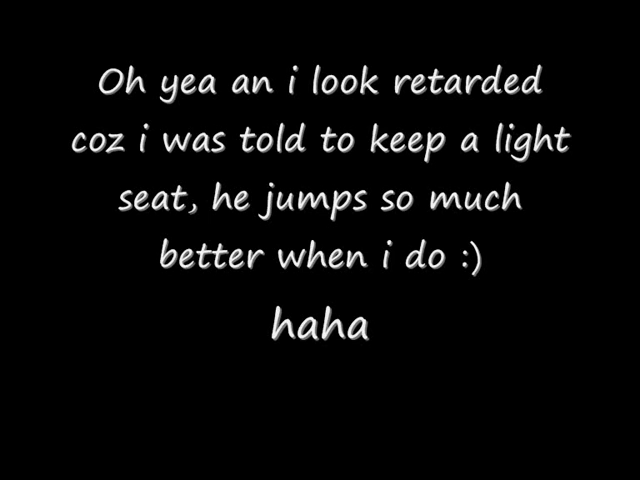 Oh yea an i look retarded
coz i was told to keep a light
seat, he jumps so much
better when i do :)
haha